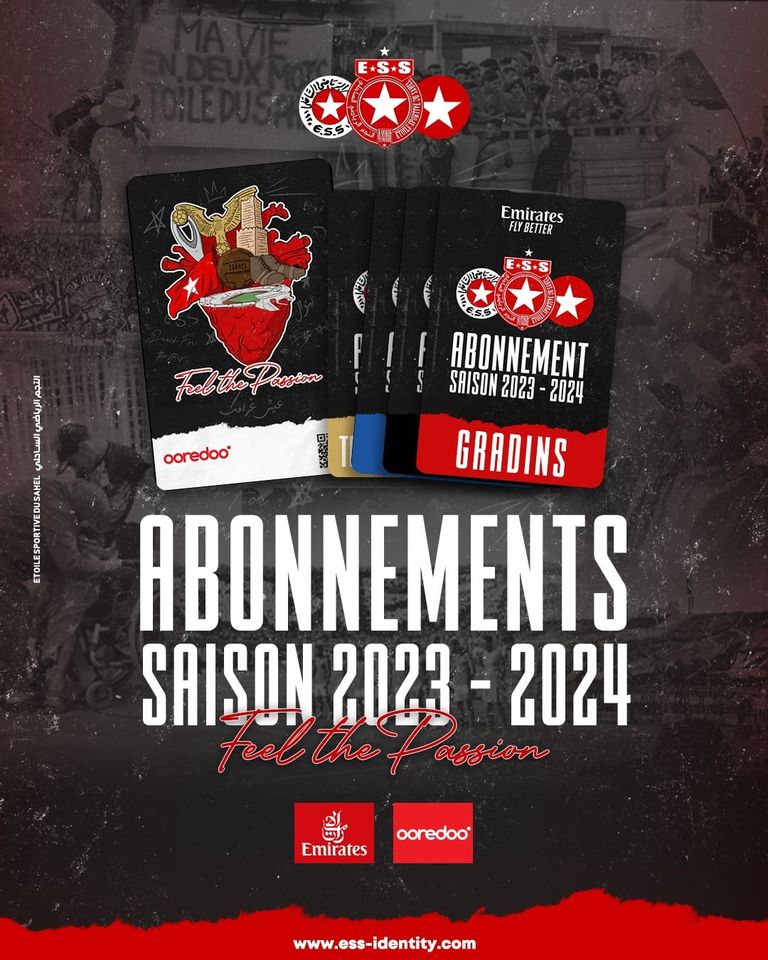 MA VIE
EN DEUX MOTS
ETOILE DU SAHEL
E★S★S
E.S.S
Emirates
FLY BETTER
E★S★S
E.S.S
ABONNEMENT
SAISON 2023 - 2024
GRADINS
Feel the Passion
ooredoo
ETOILE SPORTIVE DU SAHEL النجم الرياضي الساحلي
ABONNEMENTS
SAISON 2023 - 2024
Feel the Passion
Emirates
ooredoo
www.ess-identity.com